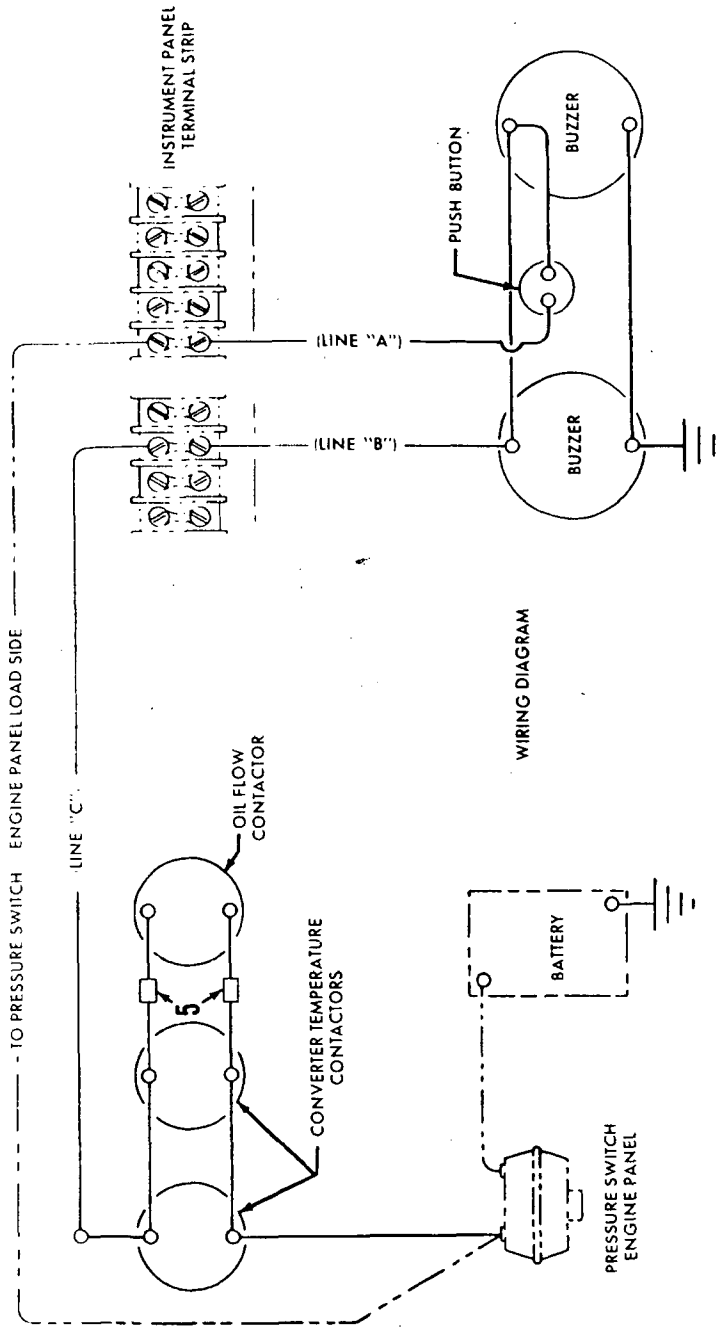 - TO PRESSURE SWITCH   ENGINE PANEL LOAD SIDE
LINE "C"
OIL FLOW
CONTACTOR
5
CONVERTER TEMPERATURE
CONTACTORS
PRESSURE SWITCH
ENGINE PANEL
BATTERY
WIRING DIAGRAM
INSTRUMENT PANEL
TERMINAL STRIP
(LINE "A")
(LINE "B")
PUSH BUTTON
BUZZER
BUZZER